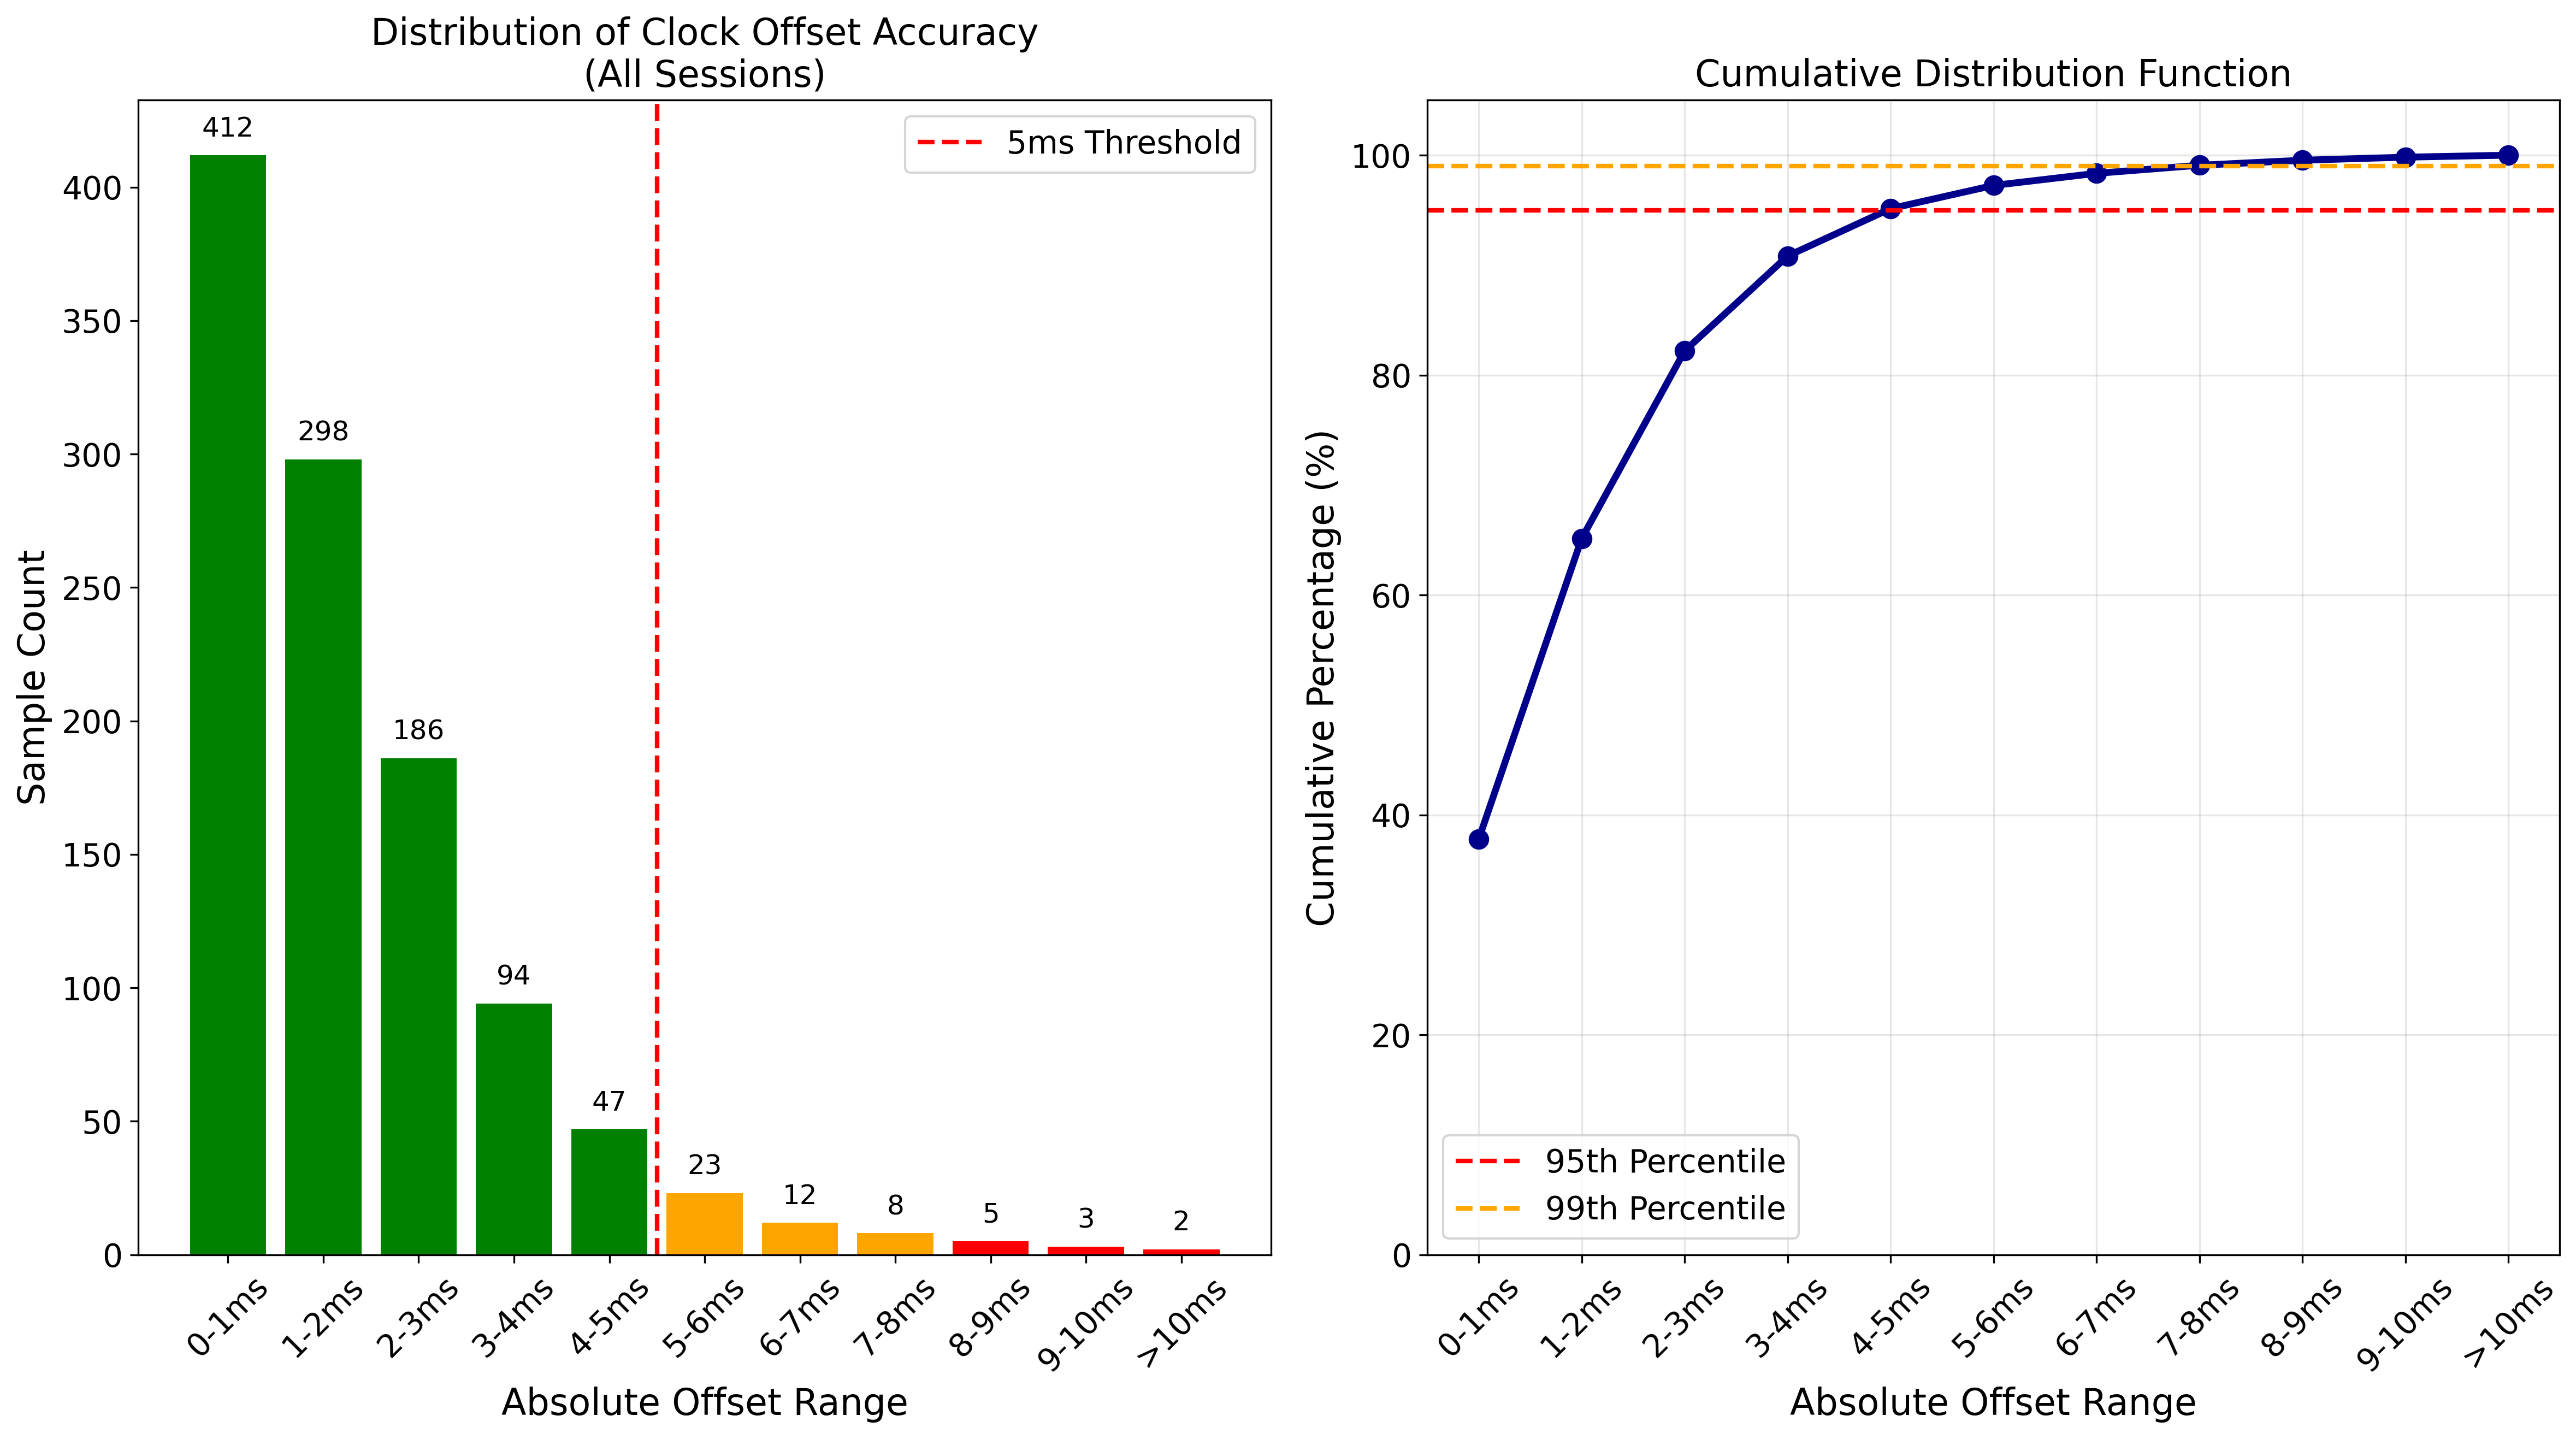 Distribution of Clock Offset Accuracy
(All Sessions)
5ms Threshold
Sample Count
400
350
300
250
200
150
100
50
0
412
298
186
94
47
23
12
8
5
3
2
0-1ms
1-2ms
2-3ms
3-4ms
4-5ms
5-6ms
6-7ms
7-8ms
8-9ms
9-10ms
>10ms
Absolute Offset Range
Cumulative Distribution Function
Cumulative Percentage (%)
100
80
60
40
20
0
95th Percentile
99th Percentile
0-1ms
1-2ms
2-3ms
3-4ms
4-5ms
5-6ms
6-7ms
7-8ms
8-9ms
9-10ms
>10ms
Absolute Offset Range